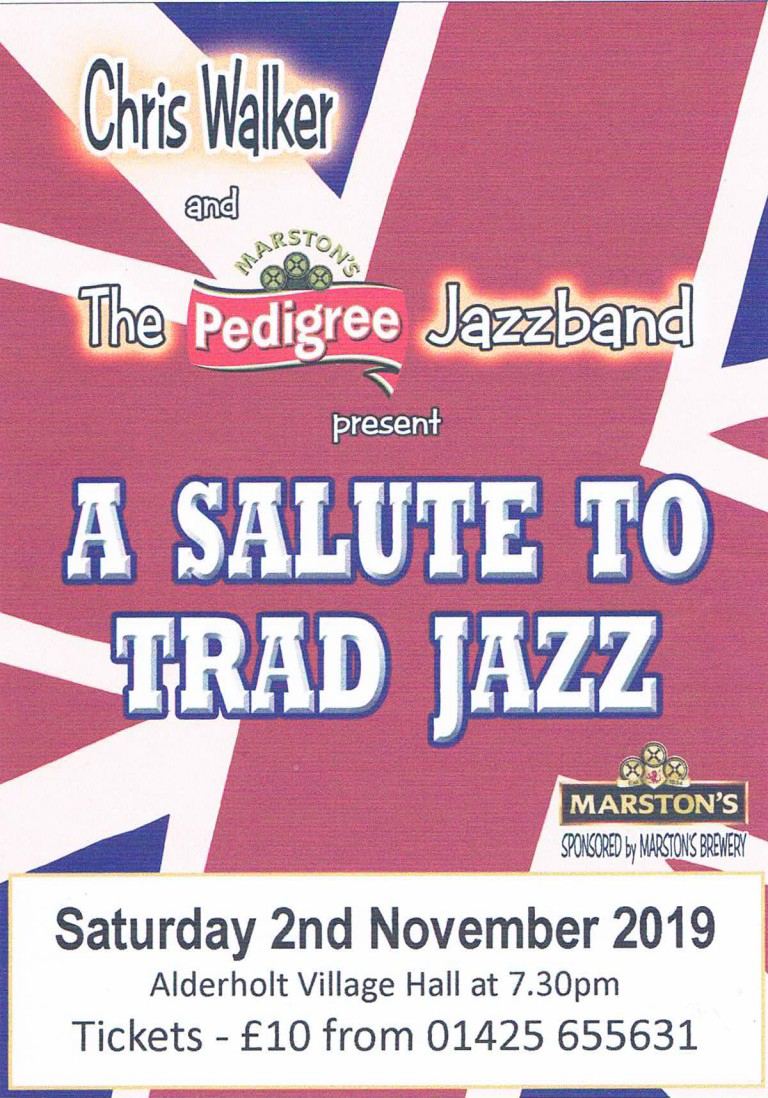 Chris Walker
and
MARSTON'S
The Pedigree Jazzband
present
A SALUTE TO
TRAD JAZZ
MARSTON'S
SPONSORED by MARSTON'S BREWERY
Saturday 2nd November 2019
Alderholt Village Hall at 7.30pm
Tickets - £10 from 01425 655631